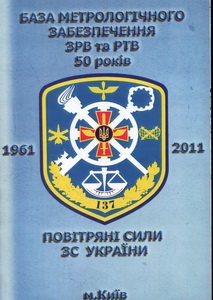 БАЗА МЕТРОЛОГІЧНОГО
ЗАБЕЗПЕЧЕННЯ
ЗРВ та РТВ
50 років
1961
2011
137
ПОВІТРЯНІ СИЛИ
ЗС УКРАЇНИ
м.Київ